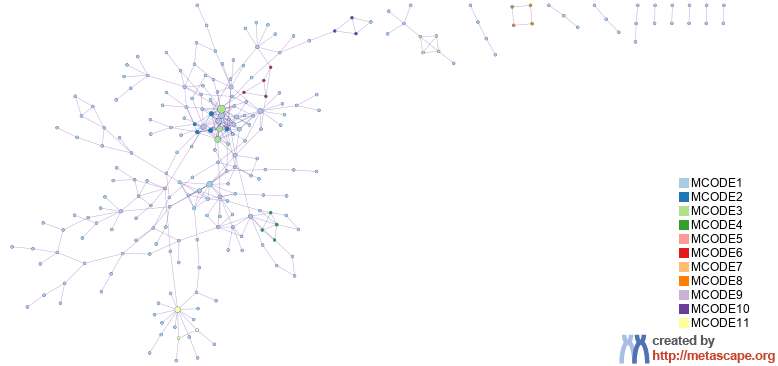 MCODE1
MCODE2
MCODE3
MCODE4
MCODE5
MCODE6
MCODE7
MCODE8
MCODE9
MCODE10
MCODE11
created by
http://metascape.org